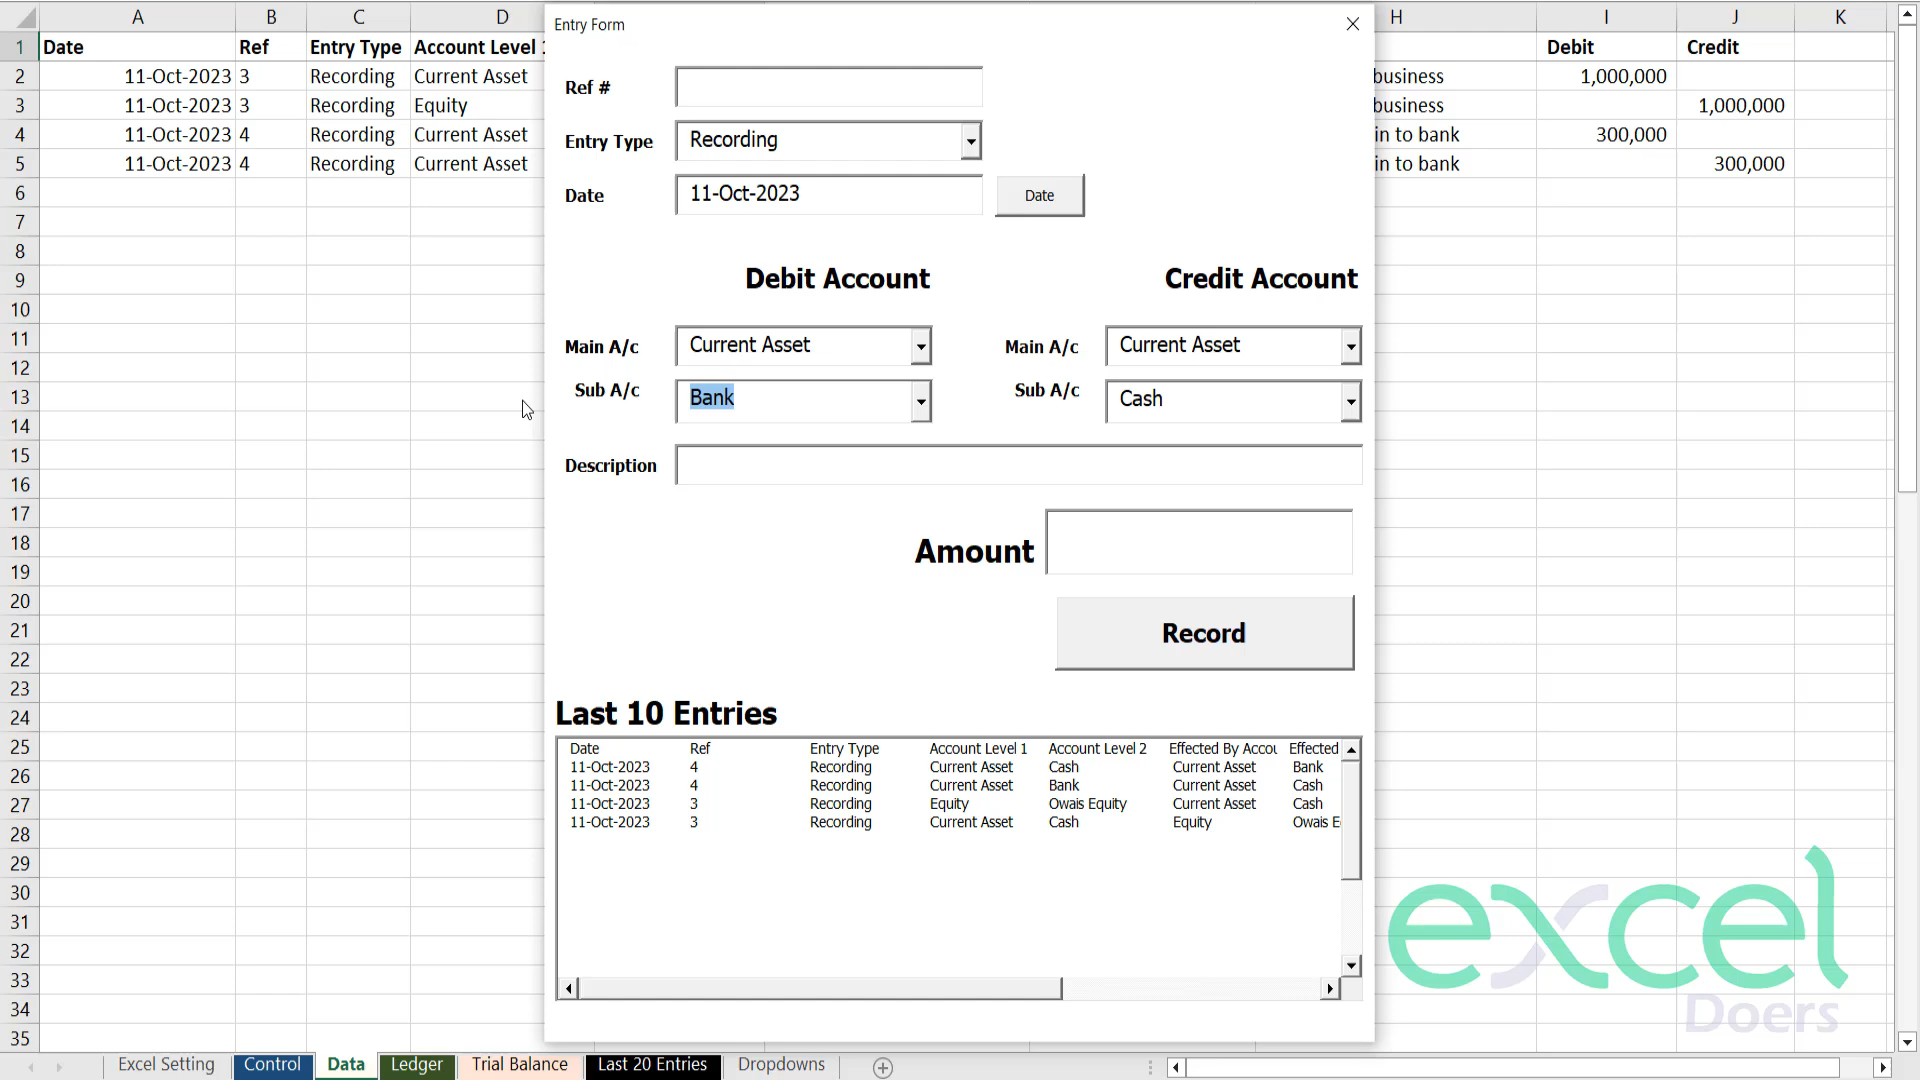 A B C D H I J K
Entry Form
1 Date Ref Entry Type Account Level 1 Debit Credit
2 11-Oct-2023 3 Recording Current Asset business 1,000,000
3 11-Oct-2023 3 Recording Equity business 1,000,000
4 11-Oct-2023 4 Recording Current Asset in to bank 300,000
5 11-Oct-2023 4 Recording Current Asset in to bank 300,000
6
7
8
9
10
11
12
13
14
15
16
17
18
19
20
21
22
23
24
25
26
27
28
29
30
31
32
33
34
35
Ref #
Entry Type Recording
Date 11-Oct-2023 Date
Debit Account Credit Account
Main A/c Current Asset Main A/c Current Asset
Sub A/c Bank Sub A/c Cash
Description
Amount
Record
Last 10 Entries
Date Ref Entry Type Account Level 1 Account Level 2 Effected By Accou Effected
11-Oct-2023 4 Recording Current Asset Cash Current Asset Bank
11-Oct-2023 4 Recording Current Asset Bank Current Asset Cash
11-Oct-2023 3 Recording Equity Owais Equity Current Asset Cash
11-Oct-2023 3 Recording Current Asset Cash Equity Owais E
excel
Doers
Excel Setting Control Data Ledger Trial Balance Last 20 Entries Dropdowns